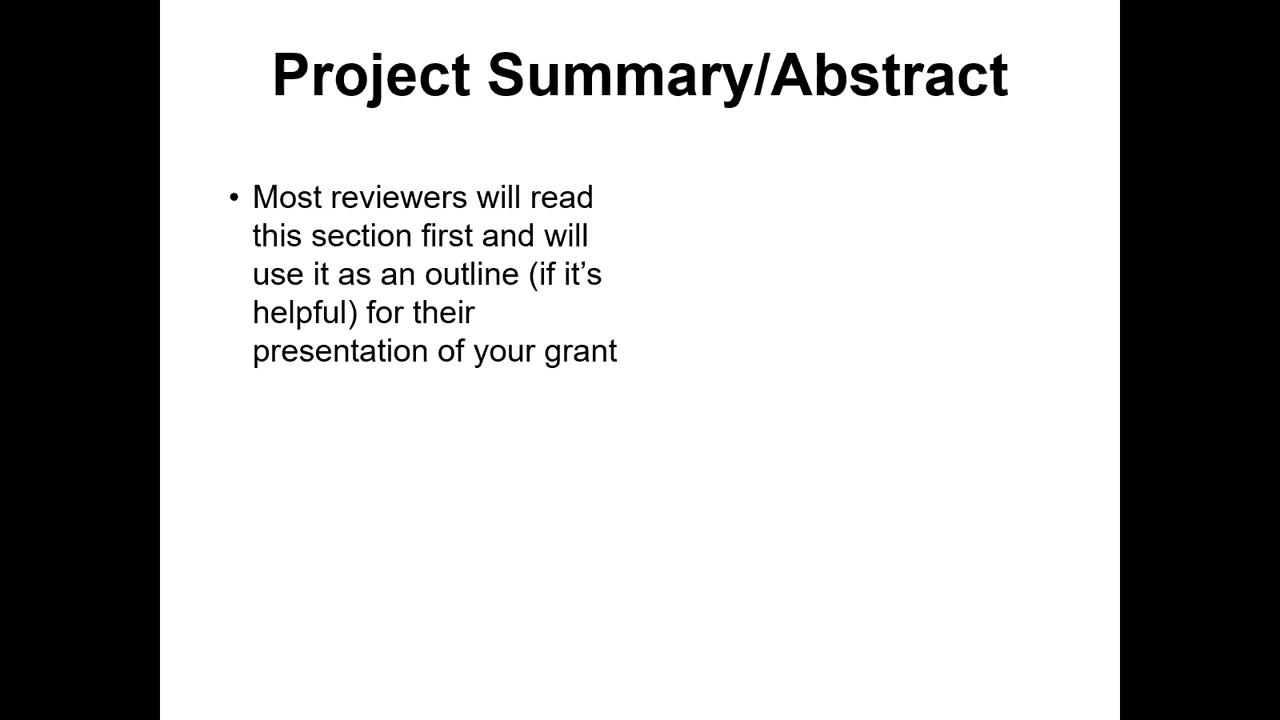 Project Summary/Abstract
• Most reviewers will read
this section first and will
use it as an outline (if it’s
helpful) for their
presentation of your grant